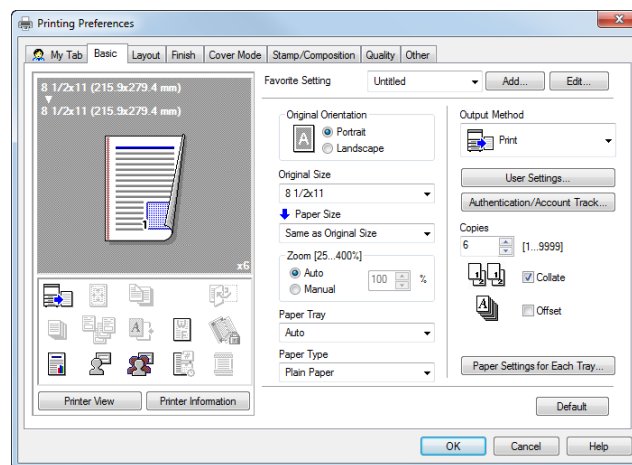 Printing Preferences
My Tab Basic Layout Finish Cover Mode Stamp/Composition Quality Other
8 1/2x11 (215.9x279.4 mm)
8 1/2x11 (215.9x279.4 mm)
1
x6
Printer View Printer Information
Favorite Setting Untitled Add... Edit...
Original Orientation
A Portrait
Landscape
Original Size
8 1/2x11
Paper Size
Same as Original Size
Zoom [25...400%]
Auto
Manual
100 %
Paper Tray
Auto
Paper Type
Plain Paper
Output Method
Print
User Settings...
Authentication/Account Track...
Copies
6 [1...9999]
Collate
Offset
Paper Settings for Each Tray...
Default
OK Cancel Help